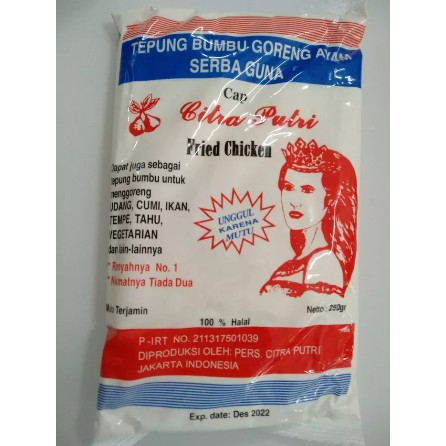 TEPUNG BUMBU GORENG AYAM
SERBA GUNA
Cap
Citra Putri
Fried Chicken
Dapat juga sebagai
tepung bumbu untuk
menggoreng
UDANG, CUMI, IKAN,
TEMPE, TAHU,
VEGETARIAN
dan lain-lainnya
* Renyahnya No. 1
* Nikmatnya Tiada Dua
UNGGUL
KARENA
MUTU
Mutu Terjamin
Netto : 250gr
100 % Halal
P-IRT NO. 211317501039
DIPRODUKSI OLEH: PERS. CITRA PUTRI
JAKARTA INDONESIA
Exp. date: Des 2022